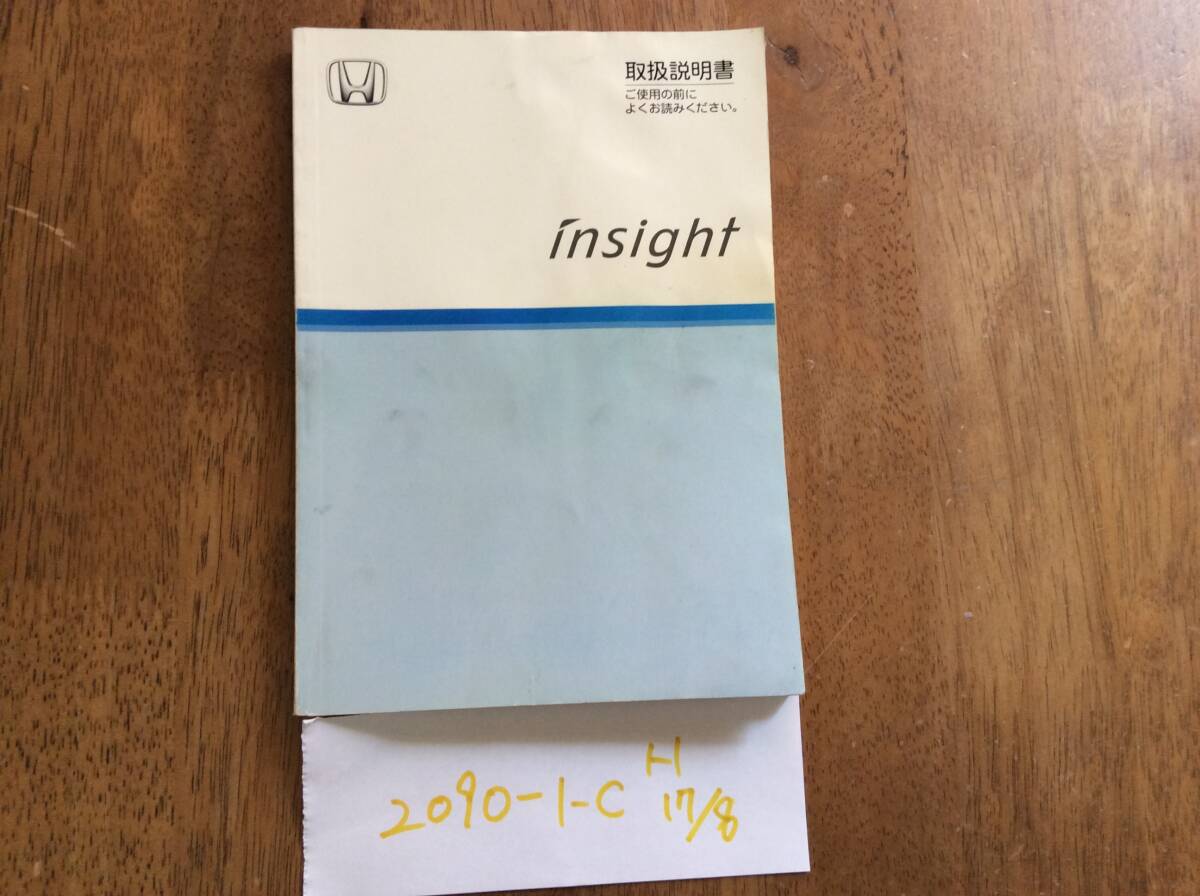 取扱説明書
ご使用の前に
よくお読みください。
insight
2090-1-C
H
17/8